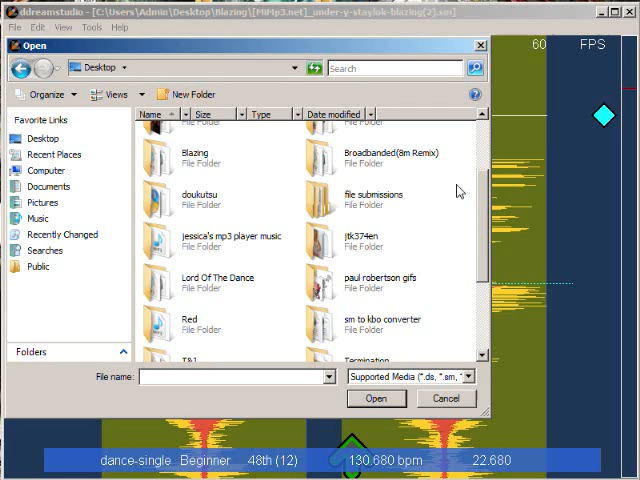 ddreamstudio - [C:\Users\Admin\Desktop\Blazing\[MiMp3.net]_under-y-staylok-blazing(2).sm]
File Edit View Tools Help
60 FPS
Open
Desktop
Search
Organize Views New Folder
Name Size Type Date modified
Favorite Links
Desktop
Recent Places
Computer
Documents
Pictures
Music
Recently Changed
Searches
Public
Folders
File Folder File Folder
Blazing
File Folder
Broadbanded(8m Remix)
File Folder
doukutsu
File Folder
file submissions
File Folder
jessica's mp3 player music
jtk374en
File Folder
Lord Of The Dance
File Folder
paul robertson gifs
File Folder
Red
File Folder
sm to kbo converter
File Folder
Termination
File name:
Supported Media (*.ds, *.sm, *
Open Cancel
dance-single Beginner 48th (12) 130.680 bpm 22.680